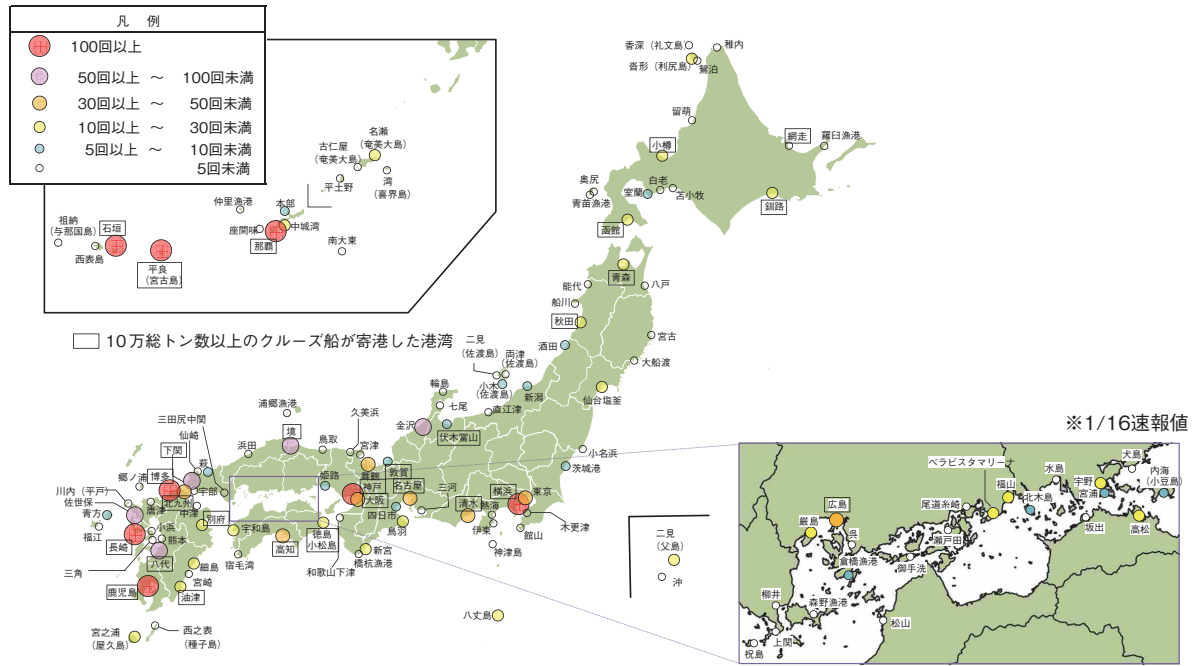 凡 例
100回以上
50回以上 ～ 100回未満
30回以上 ～ 50回未満
10回以上 ～ 30回未満
5回以上 ～ 10回未満
5回未満
名瀬
（奄美大島）
古仁屋
（奄美大島）
湾
（喜界島）
平土野
仲里漁港
本部
中城湾
座間味
那覇
南大東
祖納
（与那国島）
石垣
西表島
平良
（宮古島）
10万総トン数以上のクルーズ船が寄港した港湾
香深（礼文島）
稚内
沓形（利尻島）
鴛泊
留萌
網走
羅臼漁港
小樽
奥尻
青苗漁港
室蘭
白老
苫小牧
釧路
函館
青森
能代
八戸
船川
秋田
宮古
酒田
大船渡
二見
（佐渡島）
両津
（佐渡島）
小木
（佐渡島）
新潟
仙台塩釜
直江津
輪島
七尾
金沢
伏木富山
小名浜
茨城港
浦郷漁港
久美浜
三田尻中関
仙崎
下関
萩
浜田
境
鳥取
宮津
舞鶴
敦賀
姫路
神戸
大阪
名古屋
三河
四日市
鳥羽
清水
熱海
伊東
横浜
東京
木更津
館山
神津島
郷ノ浦
博多
川内（平戸）
佐世保
唐津
北九州
中津
宇部
青方
福江
小浜
熊本
別府
宇和島
長崎
八代
三角
高知
徳島
小松島
新宮
橋杭漁港
和歌山下津
細島
宿毛湾
宮崎
鹿児島
油津
宮之浦
（屋久島）
西之表
（種子島）
八丈島
二見
（父島）
沖
※1/16速報値
犬島
ベラビスタマリーナ
水島
宇野
内海
（小豆島）
福山
宮浦
北木島
尾道糸崎
広島
坂出
高松
厳島
呉
瀬戸田
倉橋漁港
御手洗
柳井
森野漁港
松山
上関
祝島